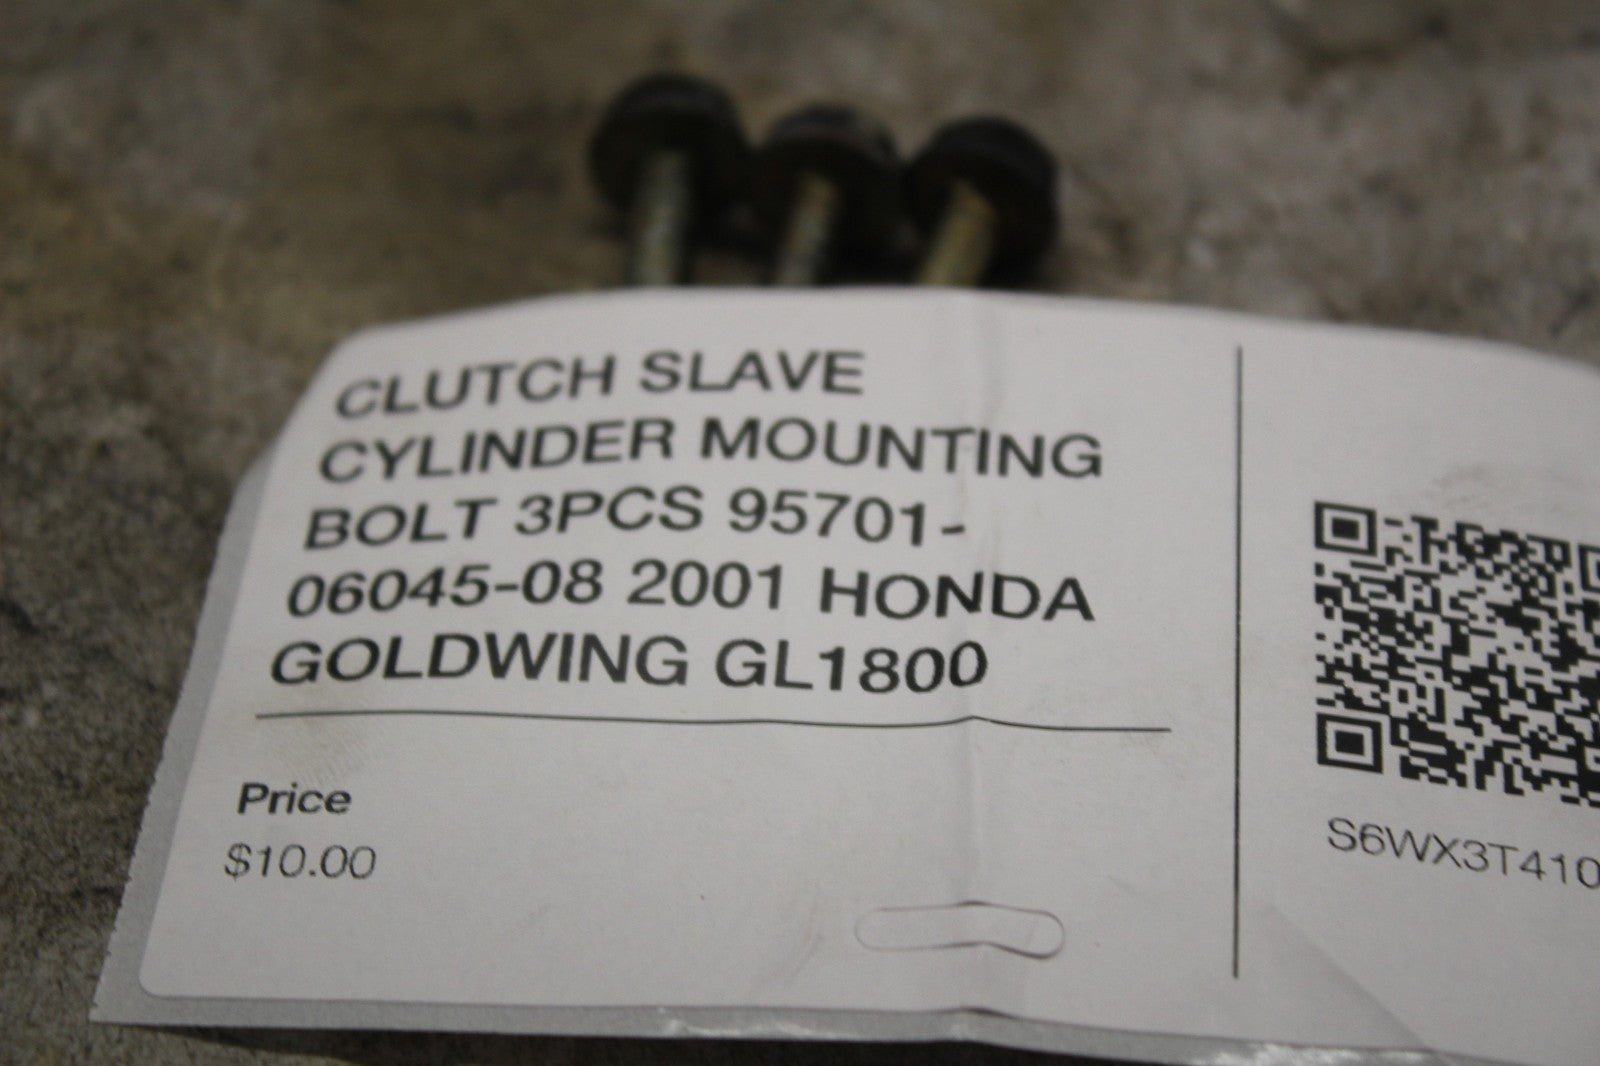 CLUTCH SLAVE
CYLINDER MOUNTING
BOLT 3PCS 95701-
06045-08 2001 HONDA
GOLDWING GL1800
Price
$10.00
S6WX3T410